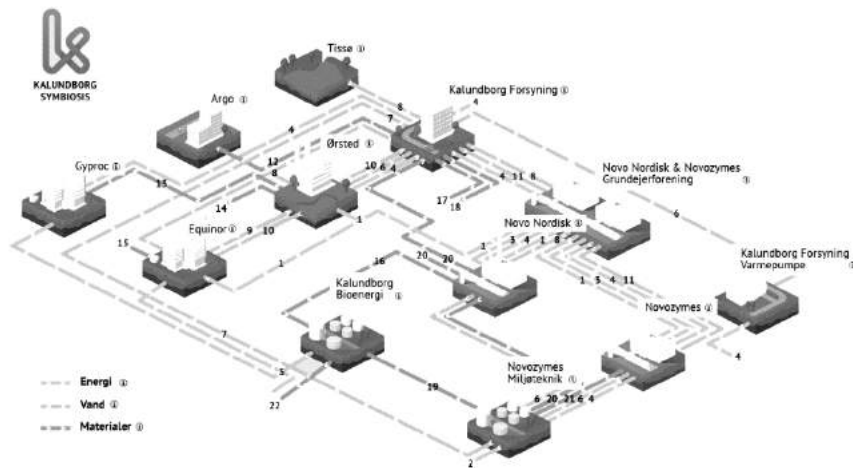 KALUNDBORG
SYMBIOSIS
Tissø
Argo
Kalundborg Forsyning
Gyproc
Ørsted
Novo Nordisk & Novozymes
Grundejerforening
Equinor
Novo Nordisk
Kalundborg Forsyning
Varmepumpe
Kalundborg
Bioenergi
Novozymes
Novozymes
Miljøteknik
Energi
Vand
Materialer
4
8
7
4
12
8
13
14
15
9 10
10 6 4
1
1
17
18
4 11 8
6
1 3 4 1 8
20 20
16
1 5 4 11
4
7
5
22
19
6 20 21 6 4
2